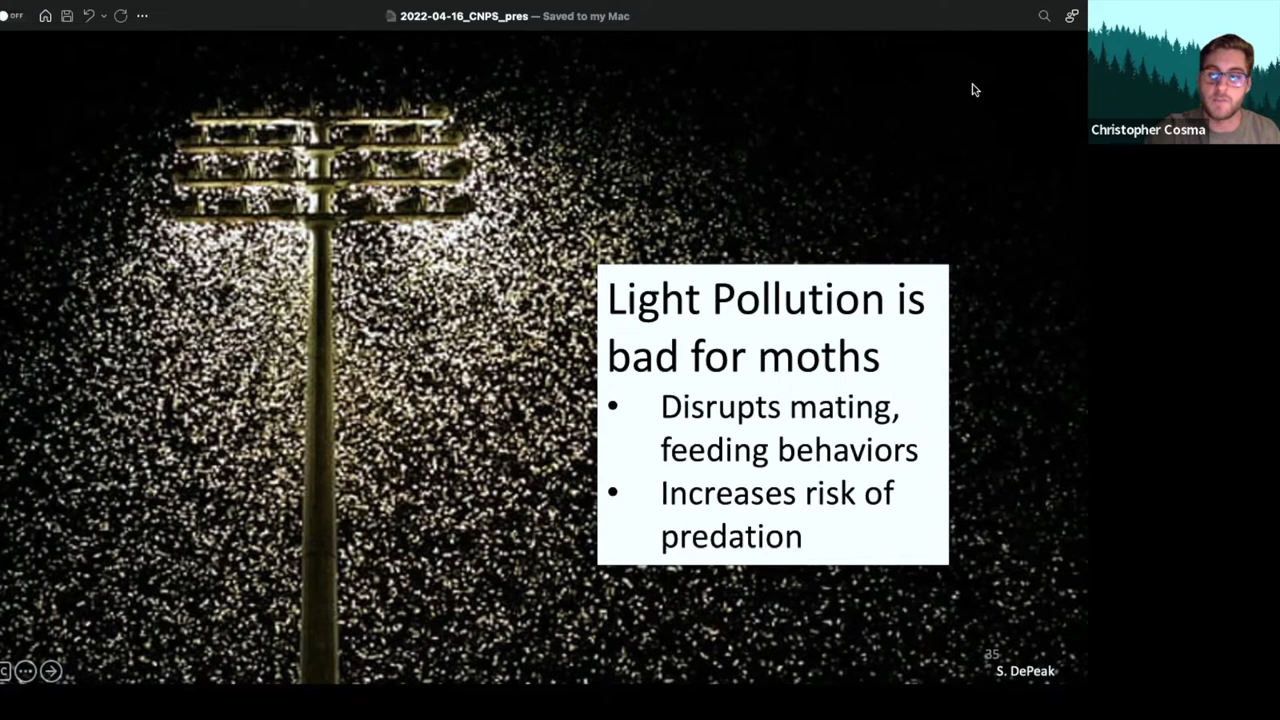 OFF
2022-04-16_CNPS_pres — Saved to my Mac
Christopher Cosma
Light Pollution is
bad for moths
• Disrupts mating,
feeding behaviors
• Increases risk of
predation
35
S. DePeak